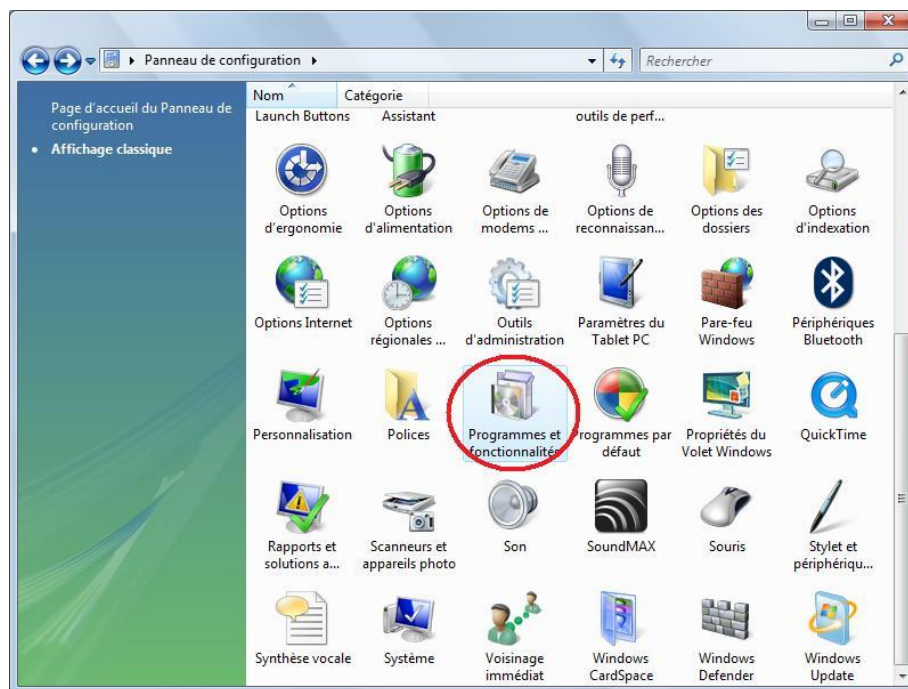 Panneau de configuration
Rechercher
Page d'accueil du Panneau de
configuration
Affichage classique
Nom
Catégorie
Launch Buttons
Assistant
outils de perf...
Options
d'ergonomie
Options
d'alimentation
Options de
modems ...
Options de
reconnaissan...
Options des
dossiers
Options
d'indexation
Options Internet
Options
régionales ...
Outils
d'administration
Paramètres du
Tablet PC
Pare-feu
Windows
Périphériques
Bluetooth
Personnalisation
Polices
Programmes et
fonctionnalités
Programmes par
défaut
Propriétés du
Volet Windows
QuickTime
Rapports et
solutions a...
Scanneurs et
appareils photo
Son
SoundMAX
Souris
Stylet et
périphériqu...
Synthèse vocale
Système
Voisinage
immédiat
Windows
CardSpace
Windows
Defender
Windows
Update